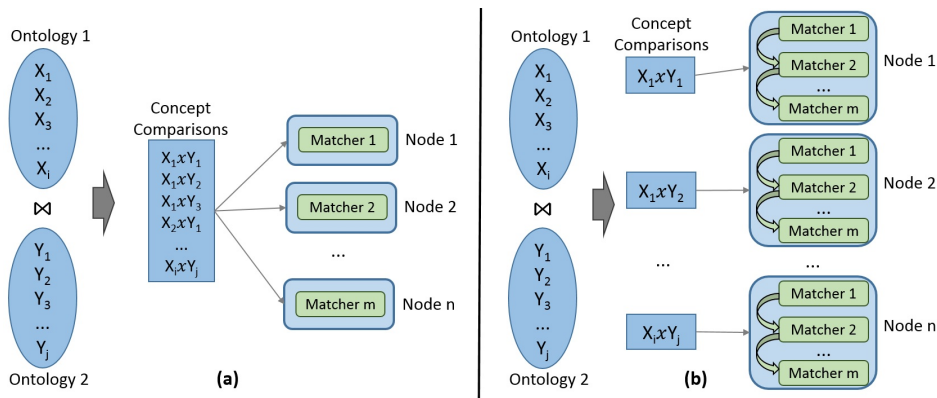 Ontology 1
X₁
X₂
X₃
...
Xᵢ
⋈
Y₁
Y₂
Y₃
...
Yⱼ
Ontology 2
Concept
Comparisons
X₁xY₁
X₁xY₂
X₁xY₃
X₂xY₁
...
XᵢxYⱼ
Matcher 1
Node 1
Matcher 2
Node 2
...
Matcher m
Node n
(a)
Ontology 1
X₁
X₂
X₃
...
Xᵢ
⋈
Y₁
Y₂
Y₃
...
Yⱼ
Ontology 2
Concept
Comparisons
X₁xY₁
Matcher 1
Matcher 2
...
Matcher m
Node 1
X₁xY₂
Matcher 1
Matcher 2
...
Matcher m
Node 2
...
...
XᵢxYⱼ
Matcher 1
Matcher 2
...
Matcher m
Node n
(b)